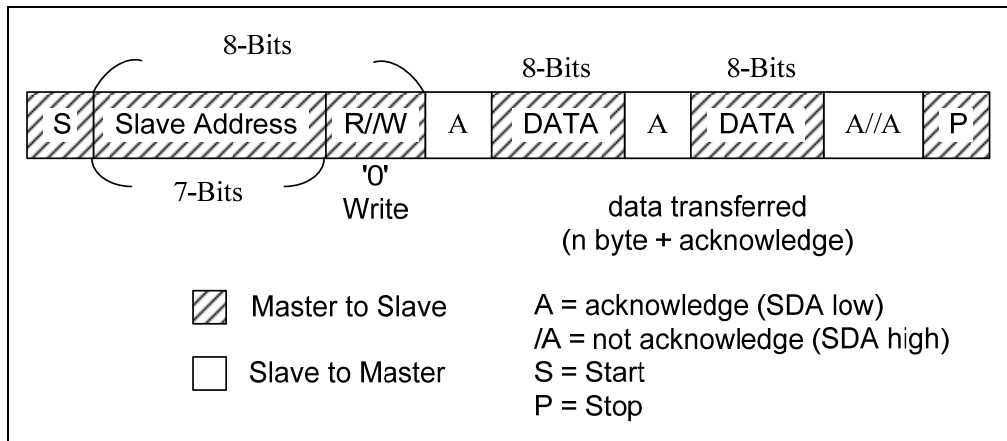 8-Bits
8-Bits 8-Bits
S Slave Address R//W A DATA A DATA A//A P
7-Bits
'0'
Write
data transferred
(n byte + acknowledge)
Master to Slave
Slave to Master
A = acknowledge (SDA low)
/A = not acknowledge (SDA high)
S = Start
P = Stop